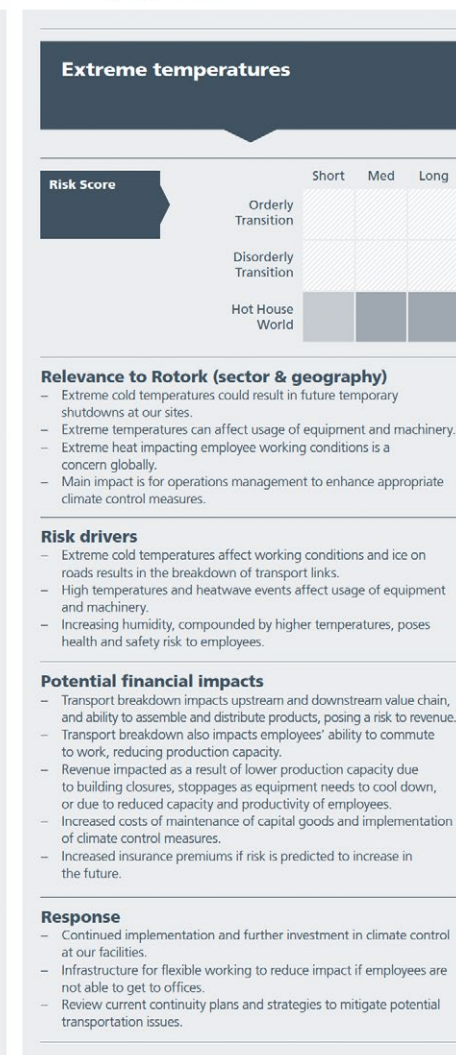 Extreme temperatures
Risk Score
Short Med Long
Orderly
Transition
Disorderly
Transition
Hot House
World
Relevance to Rotork (sector & geography)
– Extreme cold temperatures could result in future temporary
shutdowns at our sites.
– Extreme temperatures can affect usage of equipment and machinery.
– Extreme heat impacting employee working conditions is a
concern globally.
– Main impact is for operations management to enhance appropriate
climate control measures.
Risk drivers
– Extreme cold temperatures affect working conditions and ice on
roads results in the breakdown of transport links.
– High temperatures and heatwave events affect usage of equipment
and machinery.
– Increasing humidity, compounded by higher temperatures, poses
health and safety risk to employees.
Potential financial impacts
– Transport breakdown impacts upstream and downstream value chain,
and ability to assemble and distribute products, posing a risk to revenue.
– Transport breakdown also impacts employees’ ability to commute
to work, reducing production capacity.
– Revenue impacted as a result of lower production capacity due
to building closures, stoppages as equipment needs to cool down,
or due to reduced capacity and productivity of employees.
– Increased costs of maintenance of capital goods and implementation
of climate control measures.
– Increased insurance premiums if risk is predicted to increase in
the future.
Response
– Continued implementation and further investment in climate control
at our facilities.
– Infrastructure for flexible working to reduce impact if employees are
not able to get to offices.
– Review current continuity plans and strategies to mitigate potential
transportation issues.